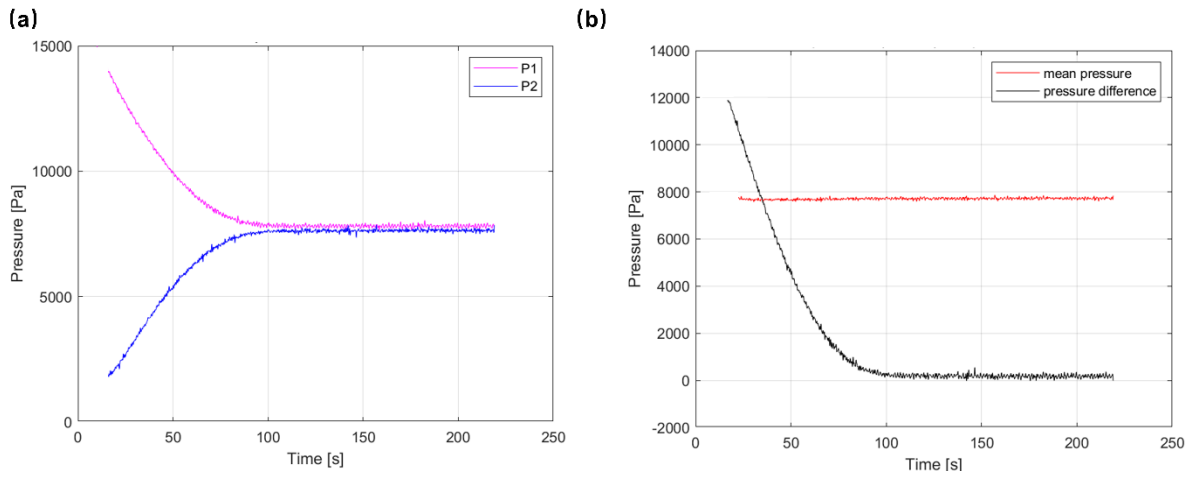 (a)
15000
10000
5000
0
Pressure [Pa]
P1
P2
0 50 100 150 200 250
Time [s]
(b)
14000
12000
10000
8000
6000
4000
2000
0
-2000
Pressure [Pa]
mean pressure
pressure difference
0 50 100 150 200 250
Time [s]